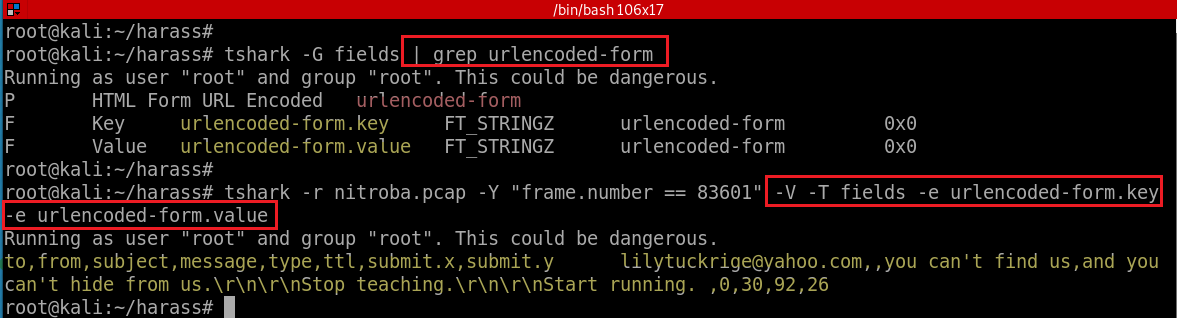 /bin/bash 106x17
root@kali:~/harass#
root@kali:~/harass# tshark -G fields | grep urlencoded-form
Running as user "root" and group "root". This could be dangerous.
P HTML Form URL Encoded urlencoded-form
F Key urlencoded-form.key FT_STRINGZ urlencoded-form 0x0
F Value urlencoded-form.value FT_STRINGZ urlencoded-form 0x0
root@kali:~/harass#
root@kali:~/harass# tshark -r nitroba.pcap -Y "frame.number == 83601" -V -T fields -e urlencoded-form.key
-e urlencoded-form.value
Running as user "root" and group "root". This could be dangerous.
to,from,subject,message,type,ttl,submit.x,submit.y lilytuckrige@yahoo.com,,you can't find us,and you
can't hide from us.\r\n\r\nStop teaching.\r\n\r\nStart running. ,0,30,92,26
root@kali:~/harass#